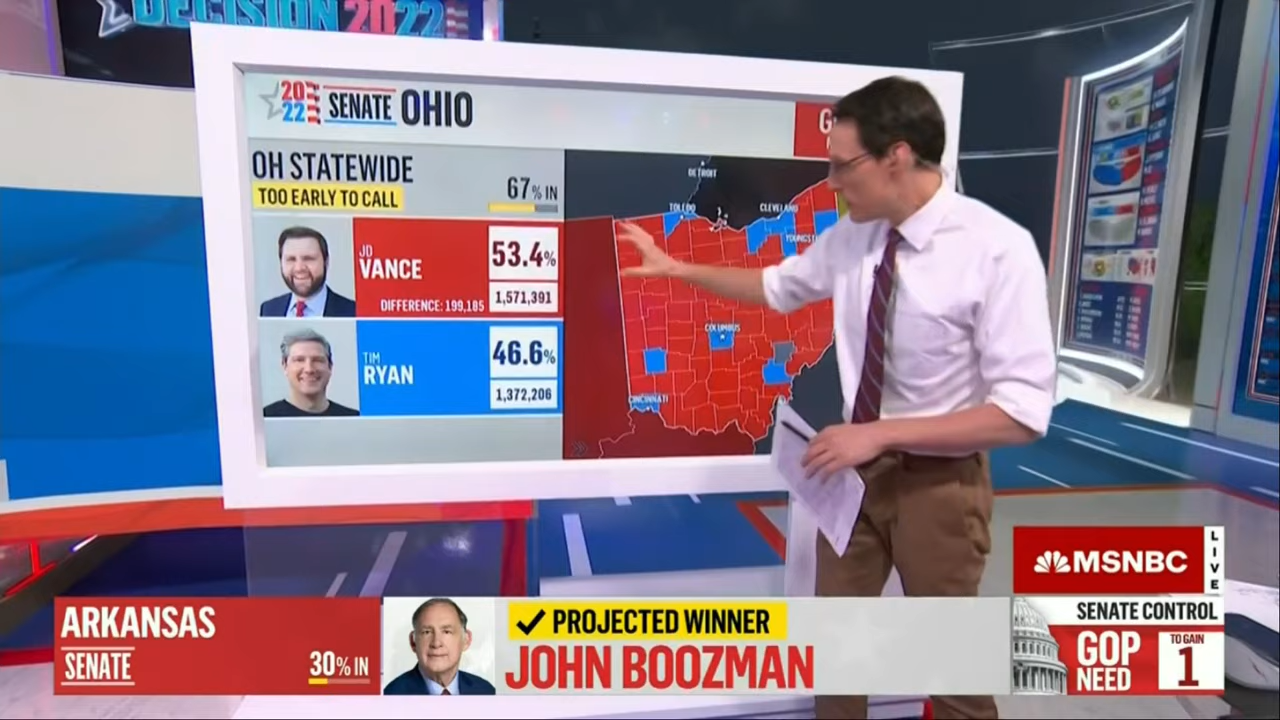 DECISION 2022
20
22
SENATE OHIO
OH STATEWIDE
TOO EARLY TO CALL
67% IN
JD
VANCE
53.4%
DIFFERENCE: 199,185
1,571,391
TIM
RYAN
46.6%
1,372,206
G
DETROIT
TOLEDO
CLEVELAND
COLUMBUS
CINCINNATI
MSNBC
LIVE
ARKANSAS
SENATE
30% IN
✓ PROJECTED WINNER
JOHN BOOZMAN
SENATE CONTROL
GOP
NEED
TO GAIN
1